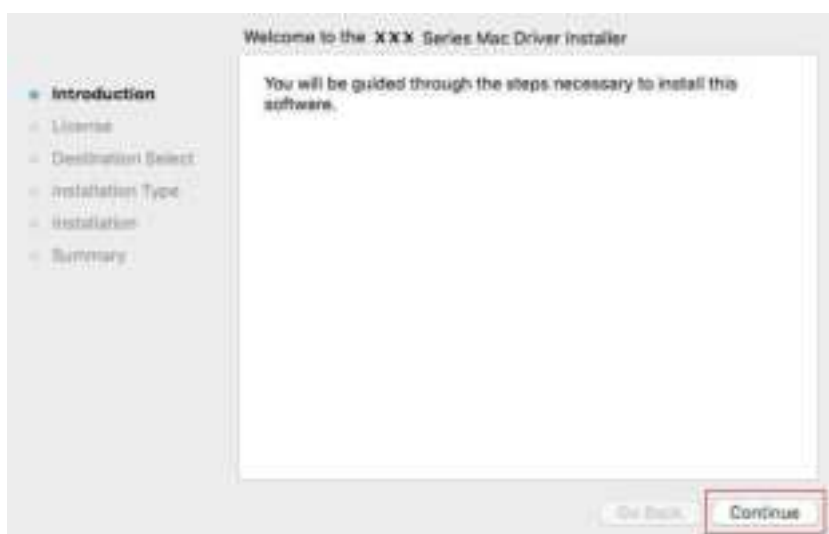 Welcome to the XXX Series Mac Driver Installer
Introduction
License
Destination Select
Installation Type
Installation
Summary
You will be guided through the steps necessary to install this
software.
Go Back
Continue